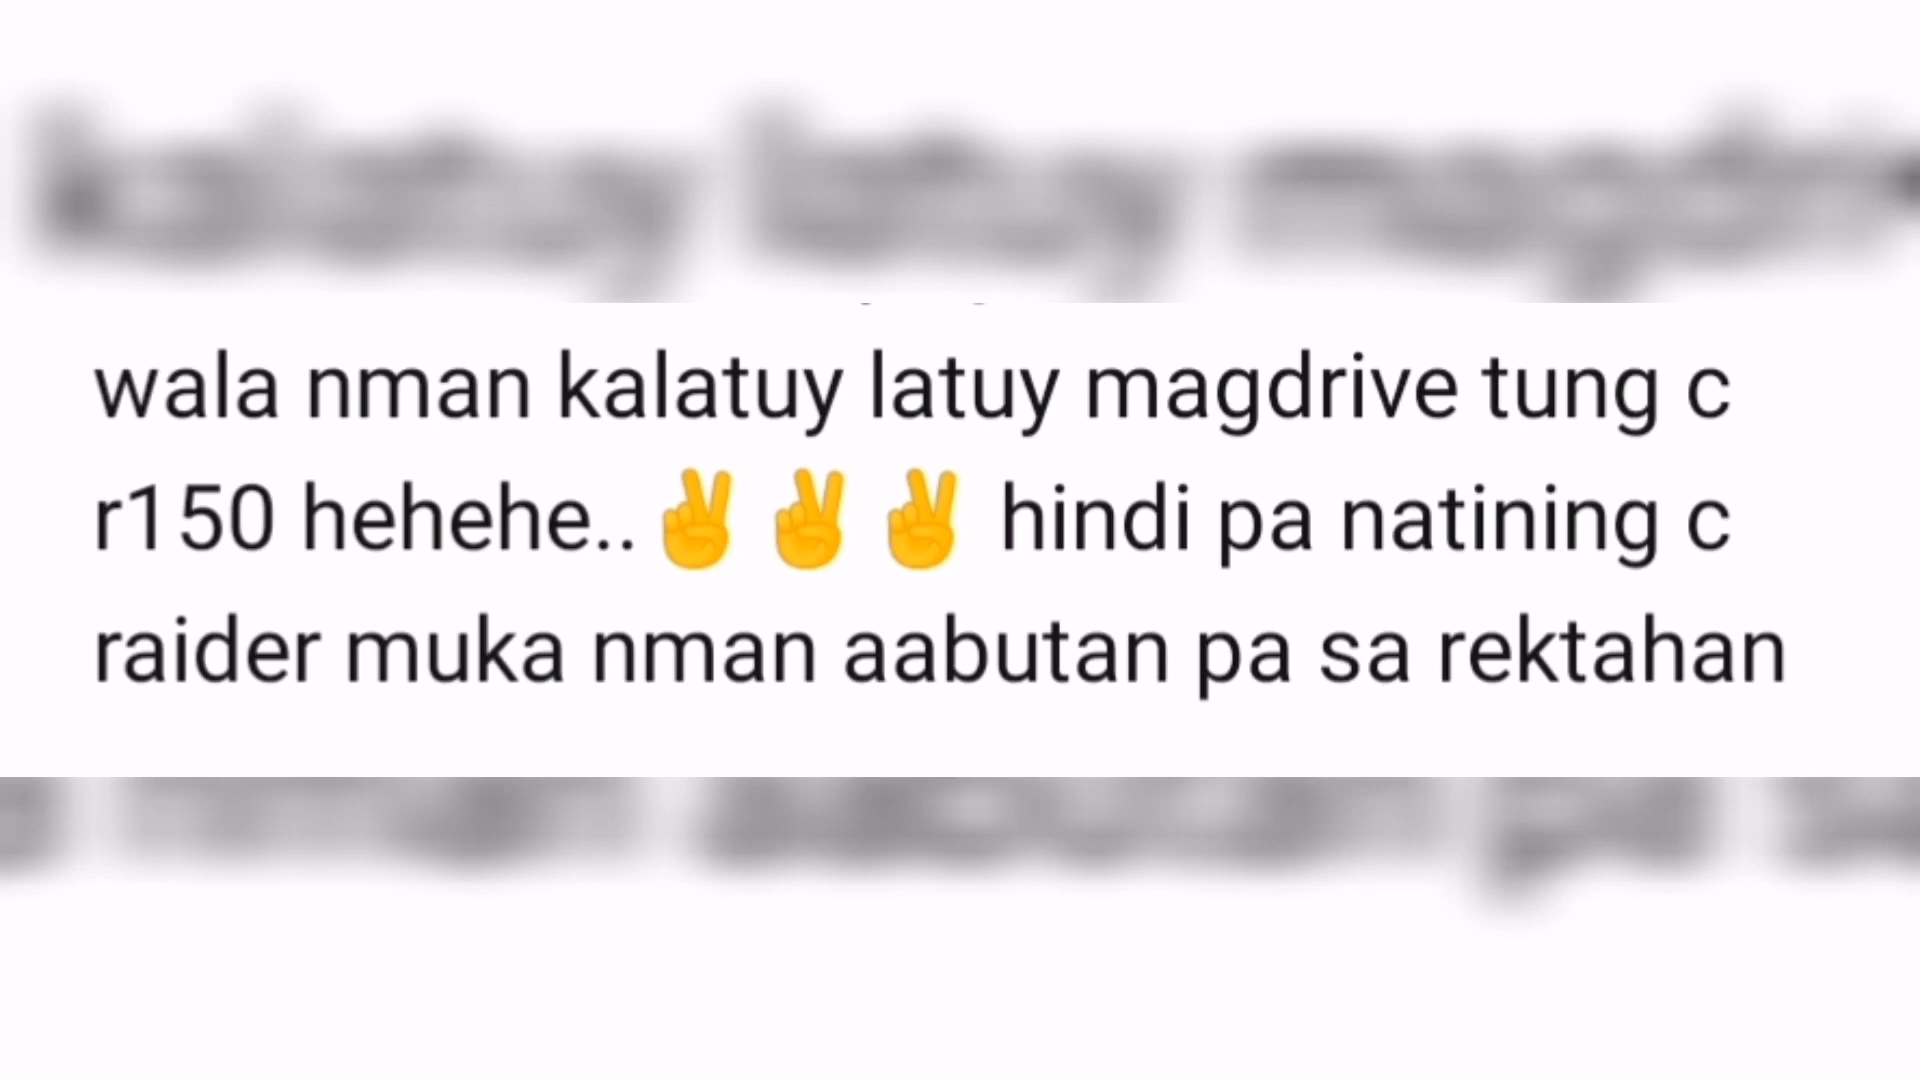 wala nman kalatuy latuy magdrive tung c
r150 hehehe..✌✌✌ hindi pa natining c
raider muka nman aabutan pa sa rektahan